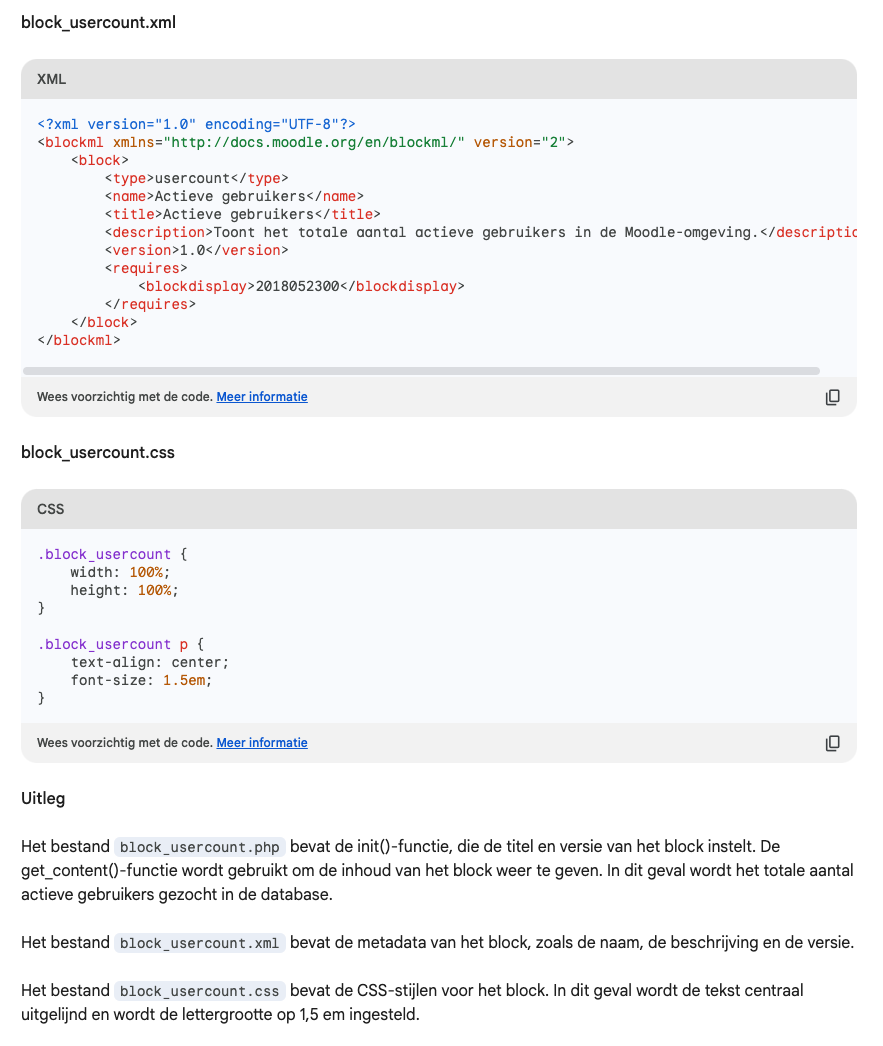 block_usercount.xml
XML
<?xml version="1.0" encoding="UTF-8"?>
<blockml xmlns="http://docs.moodle.org/en/blockml/" version="2">
    <block>
        <type>usercount</type>
        <name>Actieve gebruikers</name>
        <title>Actieve gebruikers</title>
        <description>Toont het totale aantal actieve gebruikers in de Moodle-omgeving.</descriptio
        <version>1.0</version>
        <requires>
            <blockdisplay>2018052300</blockdisplay>
        </requires>
    </block>
</blockml>
Wees voorzichtig met de code. Meer informatie
block_usercount.css
CSS
.block_usercount {
    width: 100%;
    height: 100%;
}
.block_usercount p {
    text-align: center;
    font-size: 1.5em;
}
Wees voorzichtig met de code. Meer informatie
Uitleg
Het bestand block_usercount.php bevat de init()-functie, die de titel en versie van het block instelt. De
get_content()-functie wordt gebruikt om de inhoud van het block weer te geven. In dit geval wordt het totale aantal
actieve gebruikers gezocht in de database.
Het bestand block_usercount.xml bevat de metadata van het block, zoals de naam, de beschrijving en de versie.
Het bestand block_usercount.css bevat de CSS-stijlen voor het block. In dit geval wordt de tekst centraal
uitgelijnd en wordt de lettergrootte op 1,5 em ingesteld.